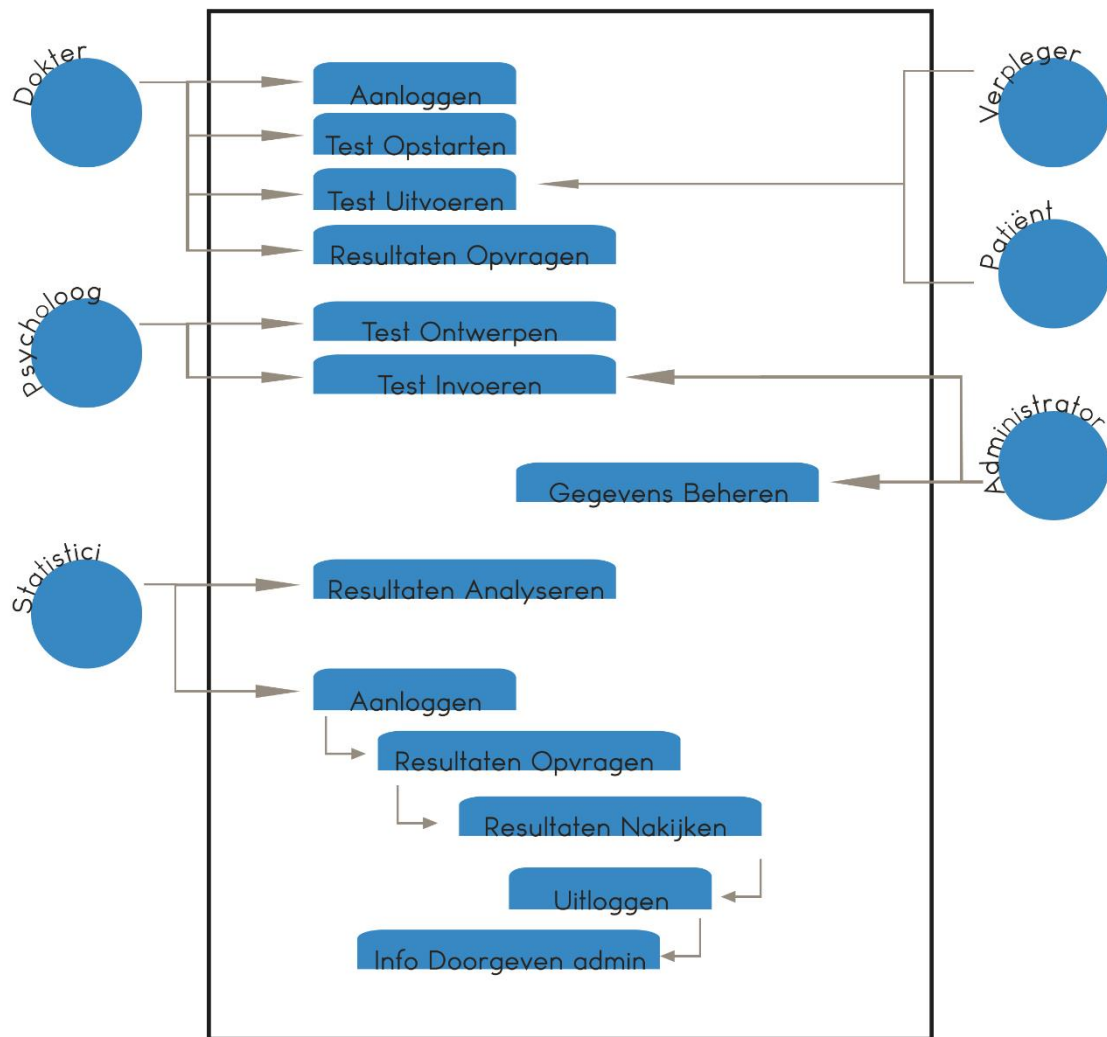 Dokter
Verpleger
Aanloggen
Test Opstarten
Test Uitvoeren
Patiënt
Resultaten Opvragen
Psycholoog
Test Ontwerpen
Test Invoeren
Administrator
Gegevens Beheren
Statistici
Resultaten Analyseren
Aanloggen
Resultaten Opvragen
Resultaten Nakijken
Uitloggen
Info Doorgeven admin